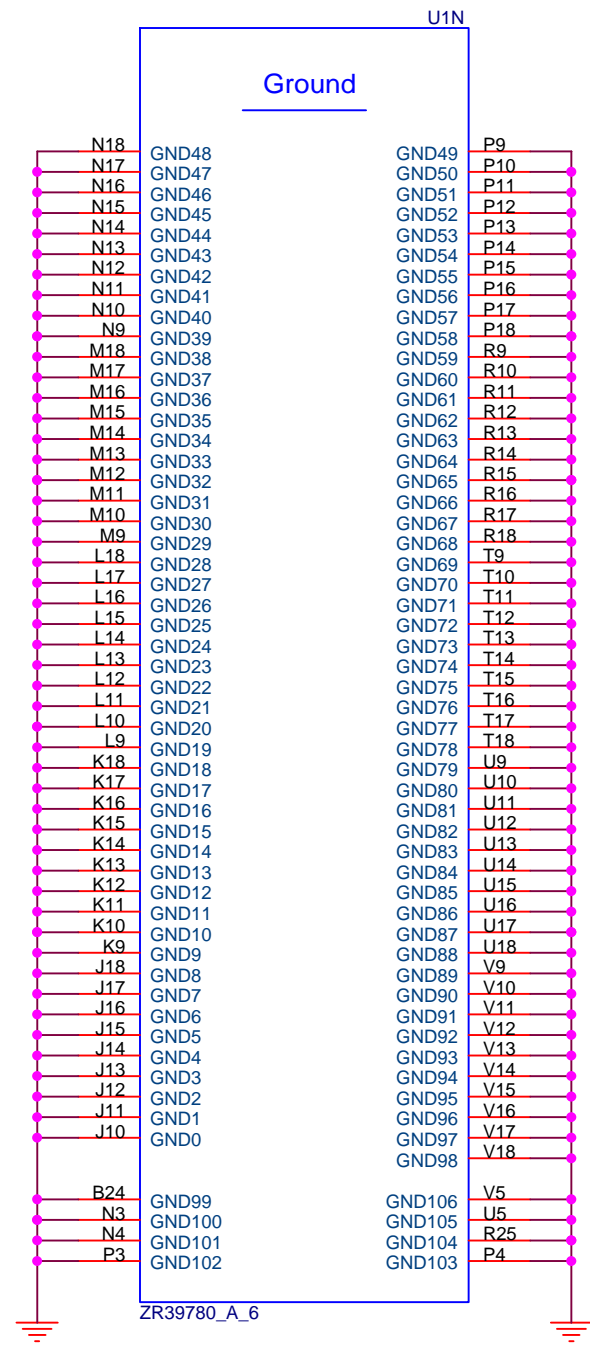 U1N
Ground
N18 GND48 GND49 P9
N17 GND47 GND50 P10
N16 GND46 GND51 P11
N15 GND45 GND52 P12
N14 GND44 GND53 P13
N13 GND43 GND54 P14
N12 GND42 GND55 P15
N11 GND41 GND56 P16
N10 GND40 GND57 P17
N9 GND39 GND58 P18
M18 GND38 GND59 R9
M17 GND37 GND60 R10
M16 GND36 GND61 R11
M15 GND35 GND62 R12
M14 GND34 GND63 R13
M13 GND33 GND64 R14
M12 GND32 GND65 R15
M11 GND31 GND66 R16
M10 GND30 GND67 R17
M9 GND29 GND68 R18
L18 GND28 GND69 T9
L17 GND27 GND70 T10
L16 GND26 GND71 T11
L15 GND25 GND72 T12
L14 GND24 GND73 T13
L13 GND23 GND74 T14
L12 GND22 GND75 T15
L11 GND21 GND76 T16
L10 GND20 GND77 T17
L9 GND19 GND78 T18
K18 GND18 GND79 U9
K17 GND17 GND80 U10
K16 GND16 GND81 U11
K15 GND15 GND82 U12
K14 GND14 GND83 U13
K13 GND13 GND84 U14
K12 GND12 GND85 U15
K11 GND11 GND86 U16
K10 GND10 GND87 U17
K9 GND9 GND88 U18
J18 GND8 GND89 V9
J17 GND7 GND90 V10
J16 GND6 GND91 V11
J15 GND5 GND92 V12
J14 GND4 GND93 V13
J13 GND3 GND94 V14
J12 GND2 GND95 V15
J11 GND1 GND96 V16
J10 GND0 GND97 V17
GND98 V18
B24 GND99 GND106 V5
N3 GND100 GND105 U5
N4 GND101 GND104 R25
P3 GND102 GND103 P4
ZR39780_A_6